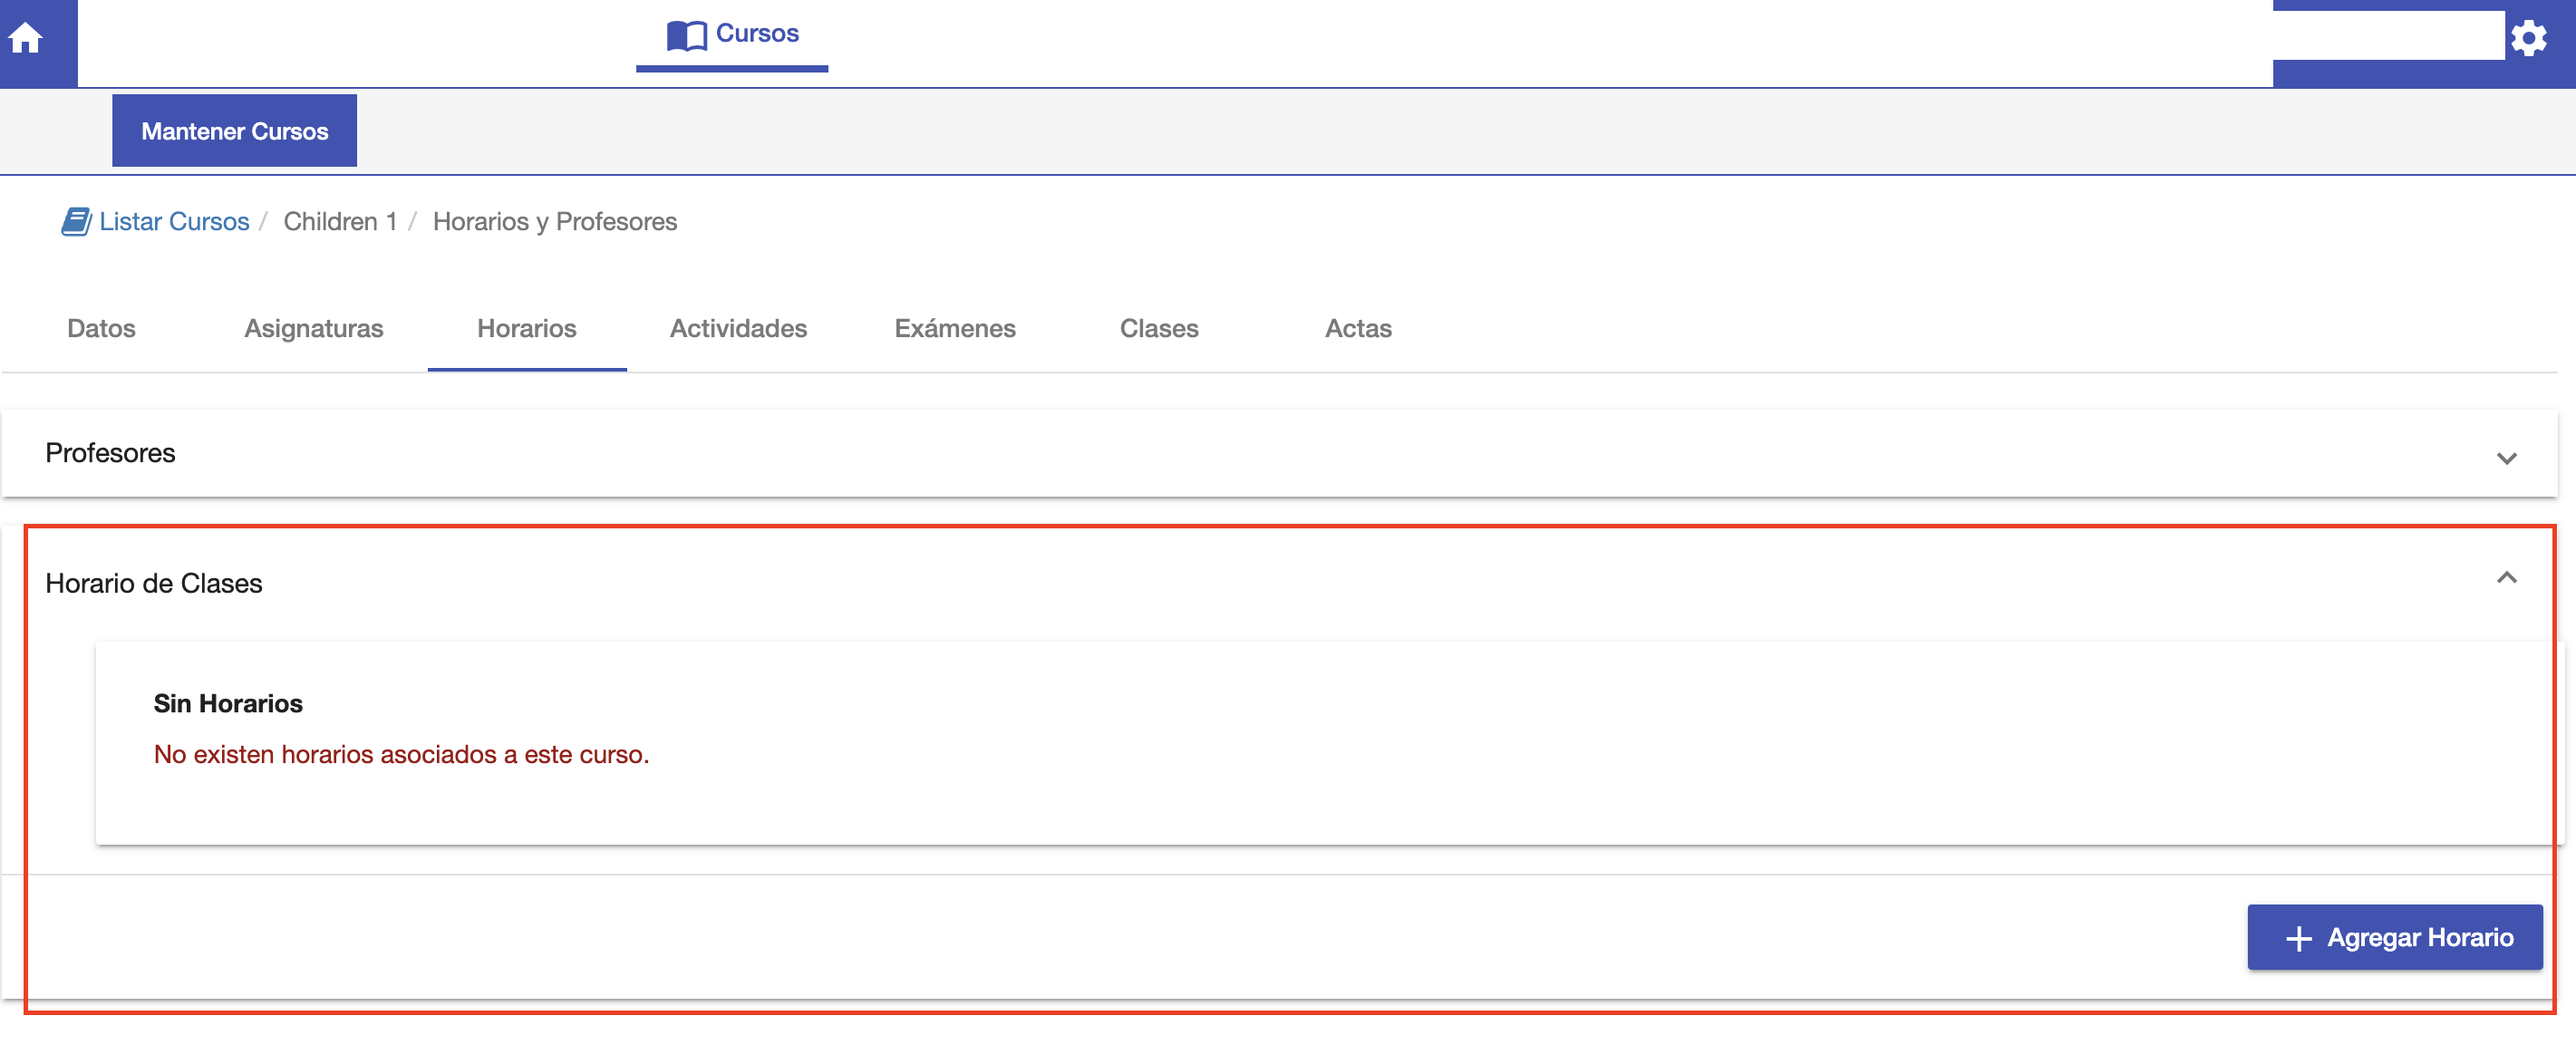 Cursos
Mantener Cursos
Listar Cursos / Children 1 / Horarios y Profesores
Datos Asignaturas Horarios Actividades Exámenes Clases Actas
Profesores
Horario de Clases
Sin Horarios
No existen horarios asociados a este curso.
+ Agregar Horario